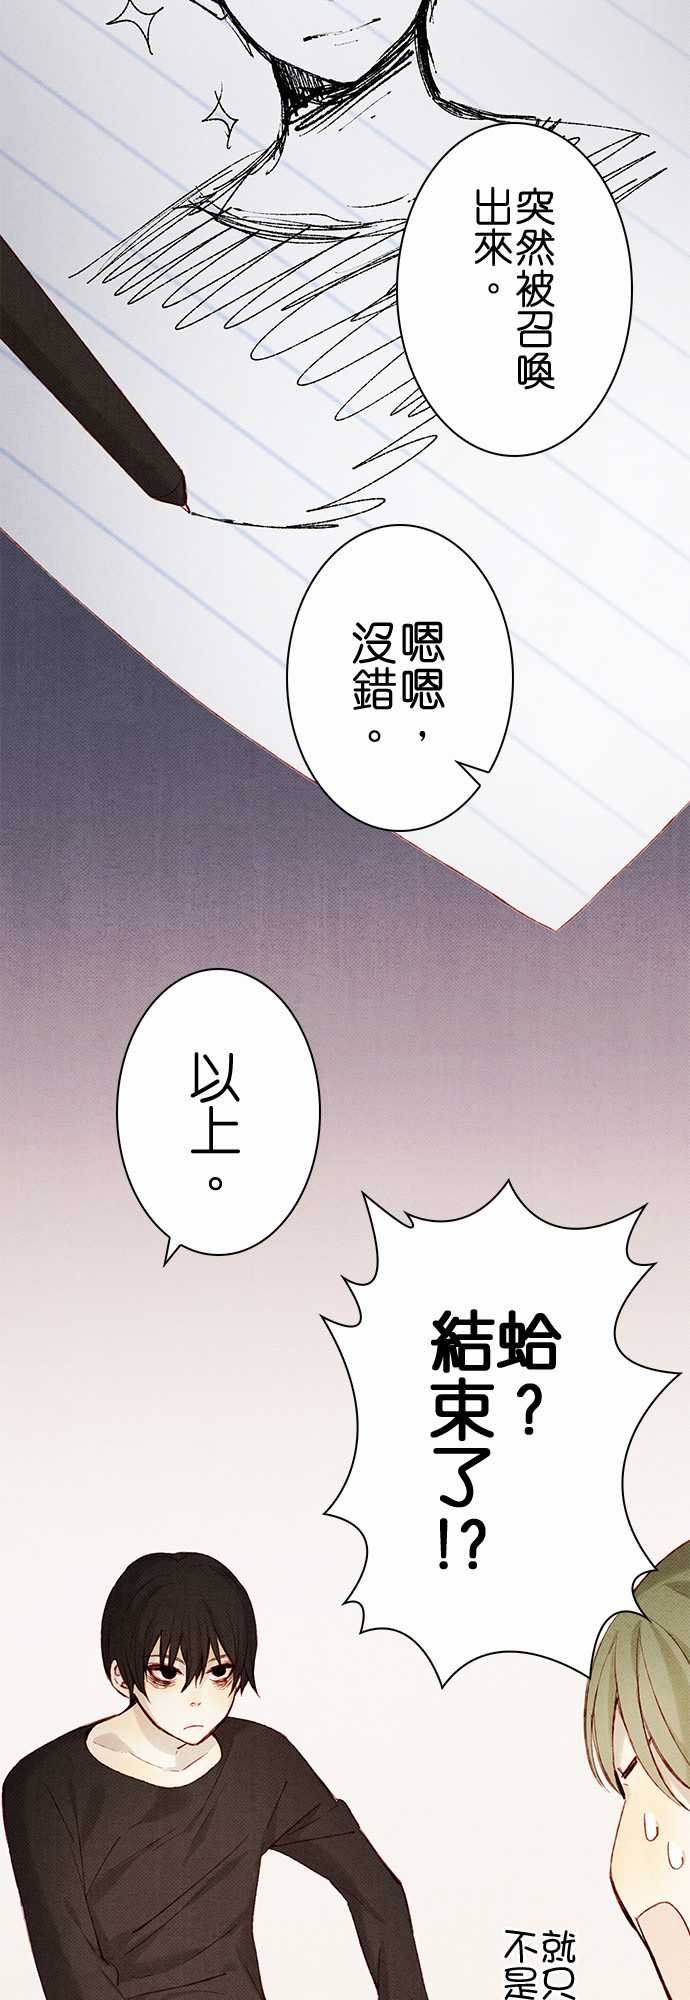 突然被召喚
出來。
嗯嗯，
沒錯。
以上。
蛤？
結束了!?
就只
不是